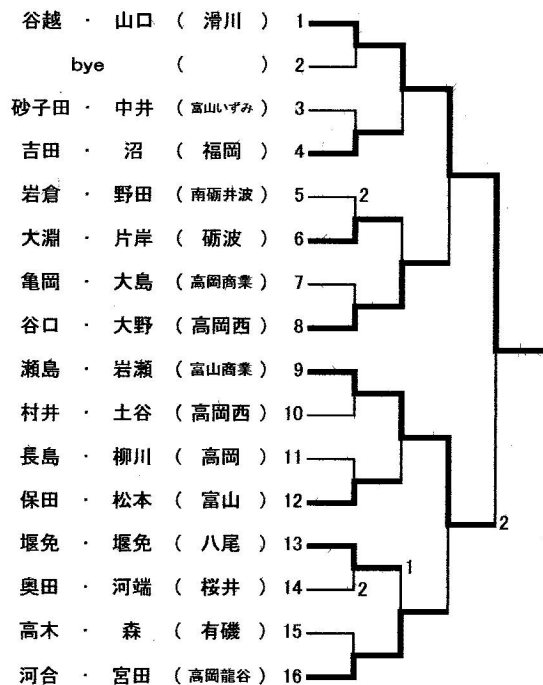 谷越 ・ 山口 ( 滑川 ) 1
bye ( ) 2
砂子田 ・ 中井 ( 富山いずみ ) 3
吉田 ・ 沼 ( 福岡 ) 4
岩倉 ・ 野田 ( 南砺井波 ) 5 2
大淵 ・ 片岸 ( 砺波 ) 6
亀岡 ・ 大島 ( 高岡商業 ) 7
谷口 ・ 大野 ( 高岡西 ) 8
瀬島 ・ 岩瀬 ( 富山商業 ) 9
村井 ・ 土谷 ( 高岡西 ) 10
長島 ・ 柳川 ( 高岡 ) 11
保田 ・ 松本 ( 富山 ) 12
2
堰免 ・ 堰免 ( 八尾 ) 13
1
奥田 ・ 河端 ( 桜井 ) 14 2
高木 ・ 森 ( 有磯 ) 15
河合 ・ 宮田 ( 高岡龍谷 ) 16